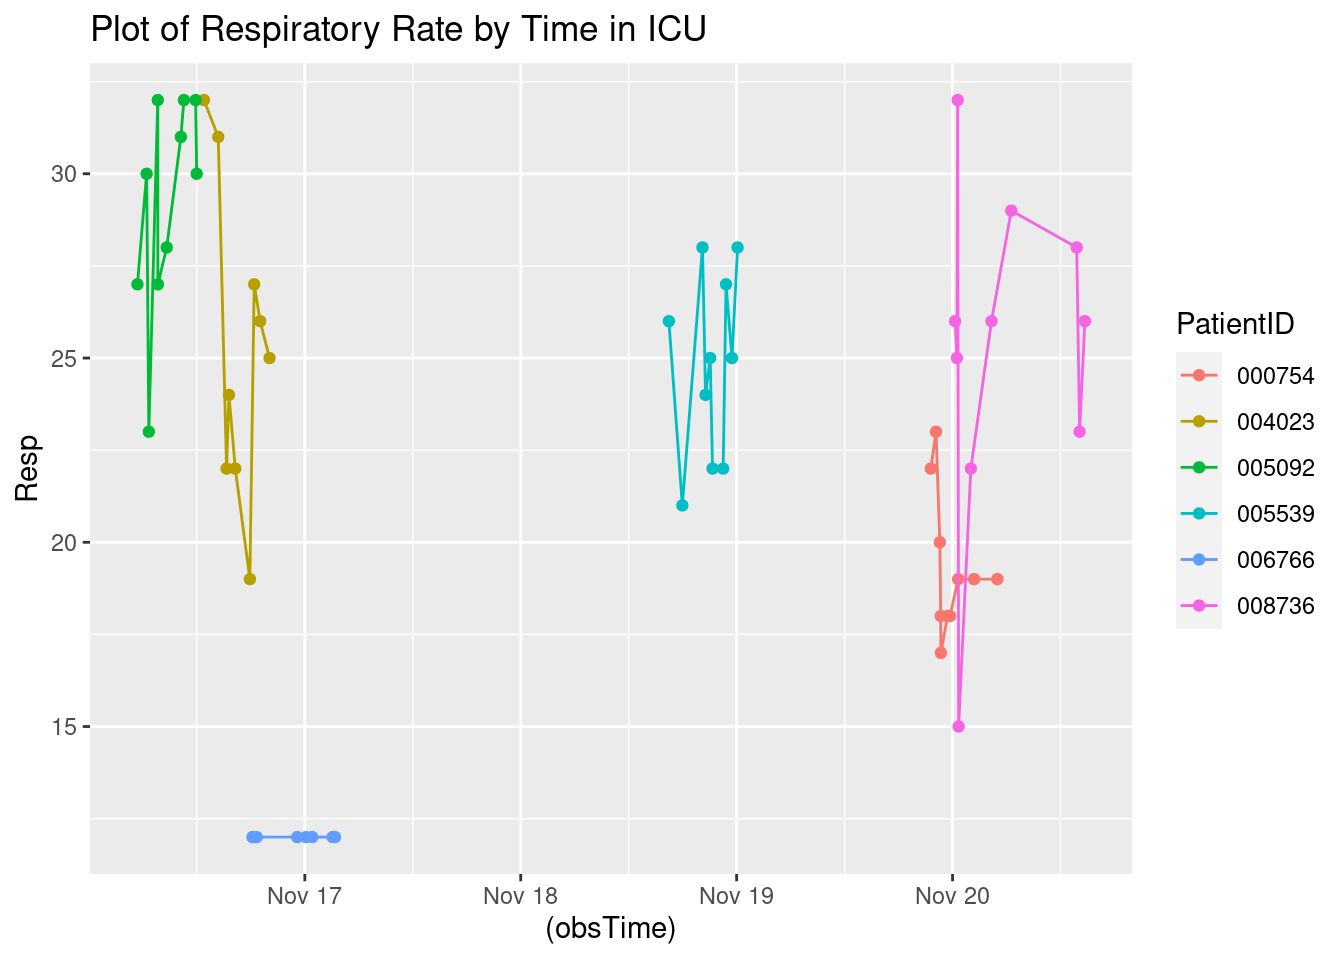 Plot of Respiratory Rate by Time in ICU
30
25
20
15
Resp
Nov 17 Nov 18 Nov 19 Nov 20
(obsTime)
PatientID
000754
004023
005092
005539
006766
008736